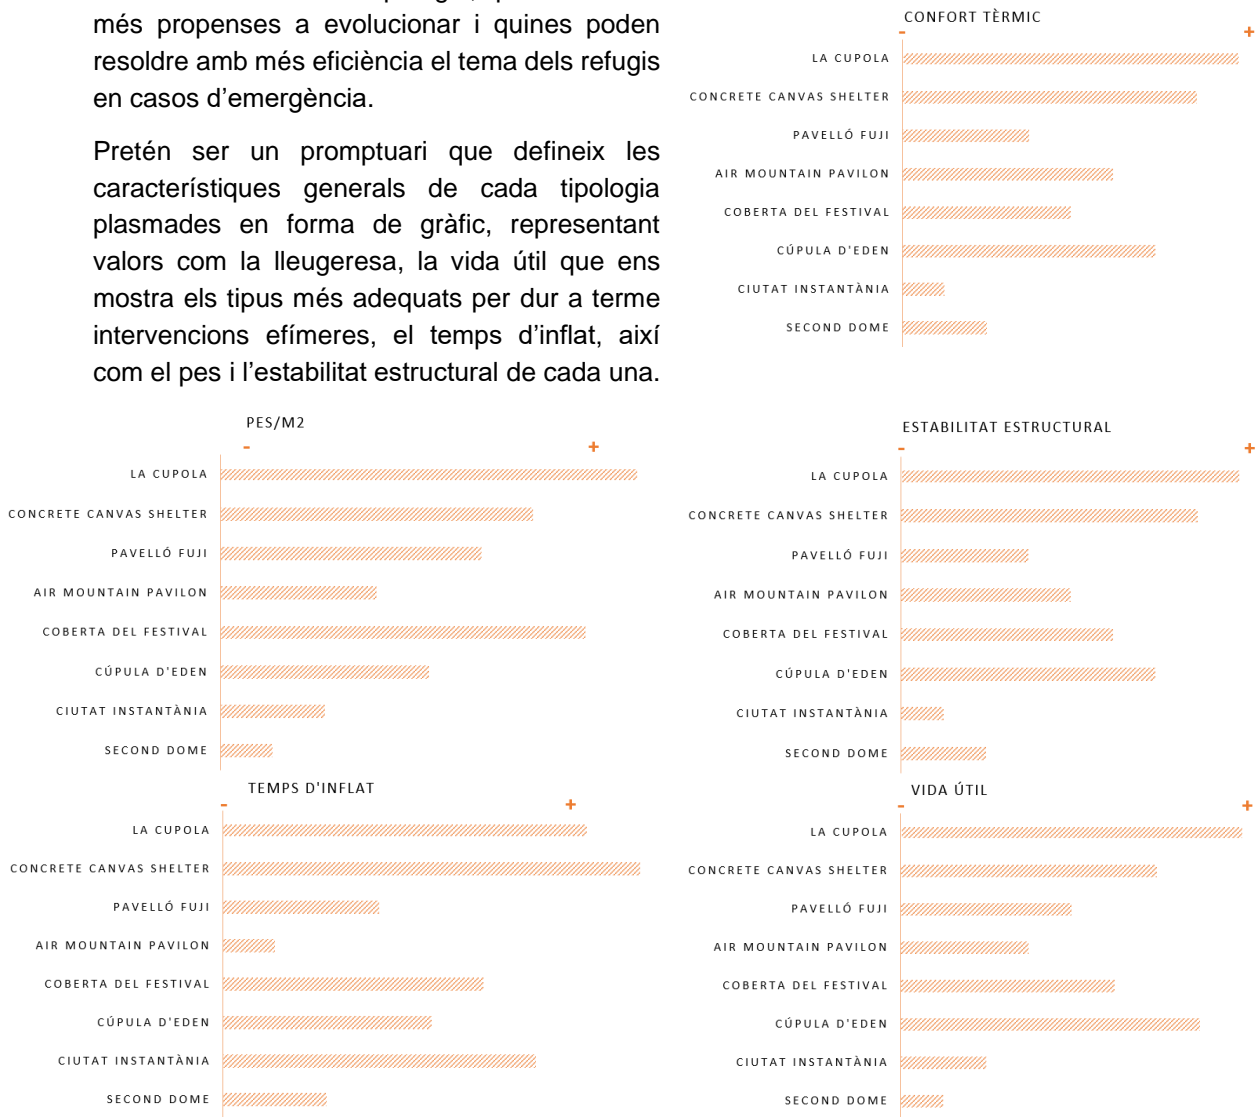 més propenses a evolucionar i quines poden
resoldre amb més eficiència el tema dels refugis
en casos d'emergència.
Pretén ser un promptuari que defineix les
característiques generals de cada tipologia
plasmades en forma de gràfic, representant
valors com la lleugeresa, la vida útil que ens
mostra els tipus més adequats per dur a terme
intervencions efímeres, el temps d'inflat, així
com el pes i l'estabilitat estructural de cada una.
CONFORT TÈRMIC
- +
LA CUPOLA
CONCRETE CANVAS SHELTER
PAVELLÓ FUJI
AIR MOUNTAIN PAVILON
COBERTA DEL FESTIVAL
CÚPULA D'EDEN
CIUTAT INSTANTÀNIA
SECOND DOME
PES/M2
- +
LA CUPOLA
CONCRETE CANVAS SHELTER
PAVELLÓ FUJI
AIR MOUNTAIN PAVILON
COBERTA DEL FESTIVAL
CÚPULA D'EDEN
CIUTAT INSTANTÀNIA
SECOND DOME
ESTABILITAT ESTRUCTURAL
- +
LA CUPOLA
CONCRETE CANVAS SHELTER
PAVELLÓ FUJI
AIR MOUNTAIN PAVILON
COBERTA DEL FESTIVAL
CÚPULA D'EDEN
CIUTAT INSTANTÀNIA
SECOND DOME
TEMPS D'INFLAT
- +
LA CUPOLA
CONCRETE CANVAS SHELTER
PAVELLÓ FUJI
AIR MOUNTAIN PAVILON
COBERTA DEL FESTIVAL
CÚPULA D'EDEN
CIUTAT INSTANTÀNIA
SECOND DOME
VIDA ÚTIL
- +
LA CUPOLA
CONCRETE CANVAS SHELTER
PAVELLÓ FUJI
AIR MOUNTAIN PAVILON
COBERTA DEL FESTIVAL
CÚPULA D'EDEN
CIUTAT INSTANTÀNIA
SECOND DOME